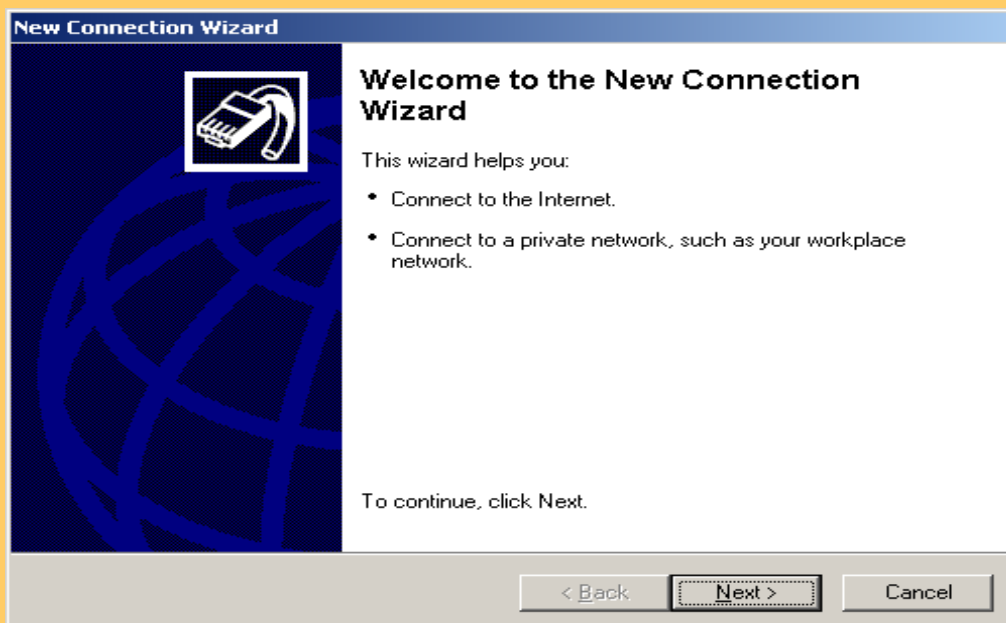 New Connection Wizard
Welcome to the New Connection
Wizard
This wizard helps you:
• Connect to the Internet.
• Connect to a private network, such as your workplace
network.
To continue, click Next.
< Back
Next >
Cancel